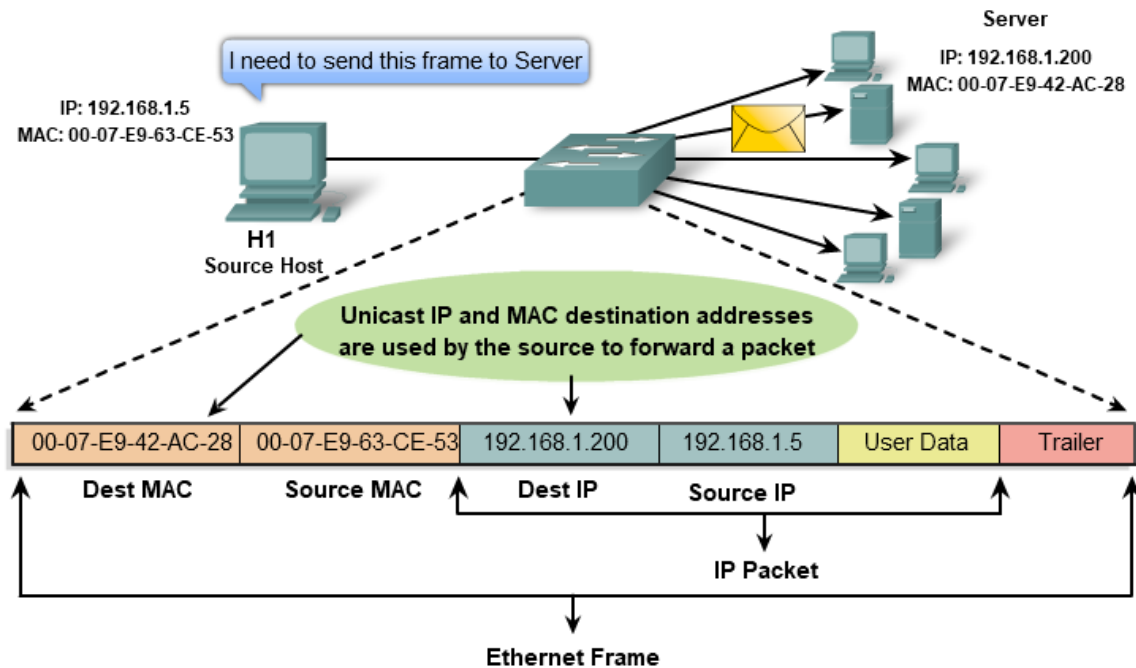 Server
IP: 192.168.1.200
MAC: 00-07-E9-42-AC-28
I need to send this frame to Server
IP: 192.168.1.5
MAC: 00-07-E9-63-CE-53
H1
Source Host
Unicast IP and MAC destination addresses
are used by the source to forward a packet
00-07-E9-42-AC-28 00-07-E9-63-CE-53 192.168.1.200 192.168.1.5 User Data Trailer
Dest MAC Source MAC Dest IP Source IP
IP Packet
Ethernet Frame